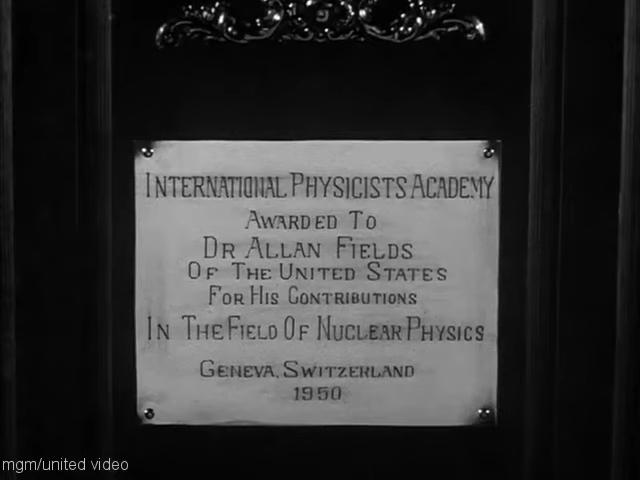 INTERNATIONAL PHYSICISTS ACADEMY
AWARDED TO
DR ALLAN FIELDS
OF THE UNITED STATES
FOR HIS CONTRIBUTIONS
IN THE FIELD OF NUCLEAR PHYSICS
GENEVA, SWITZERLAND
1950
mgm/united video